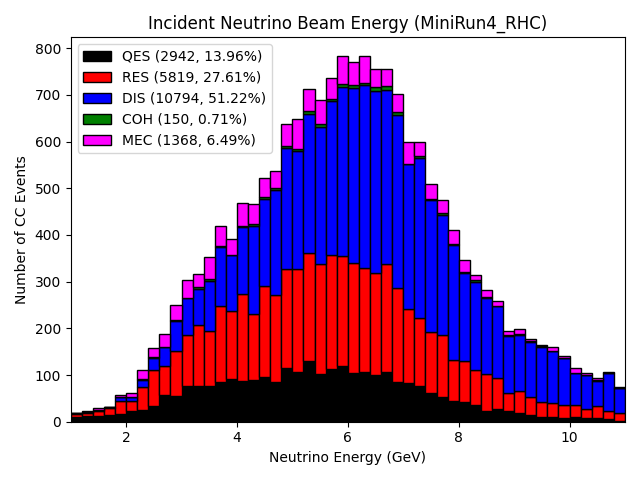 Incident Neutrino Beam Energy (MiniRun4_RHC)
QES (2942, 13.96%)
RES (5819, 27.61%)
DIS (10794, 51.22%)
COH (150, 0.71%)
MEC (1368, 6.49%)
Number of CC Events
800
700
600
500
400
300
200
100
0
2 4 6 8 10
Neutrino Energy (GeV)